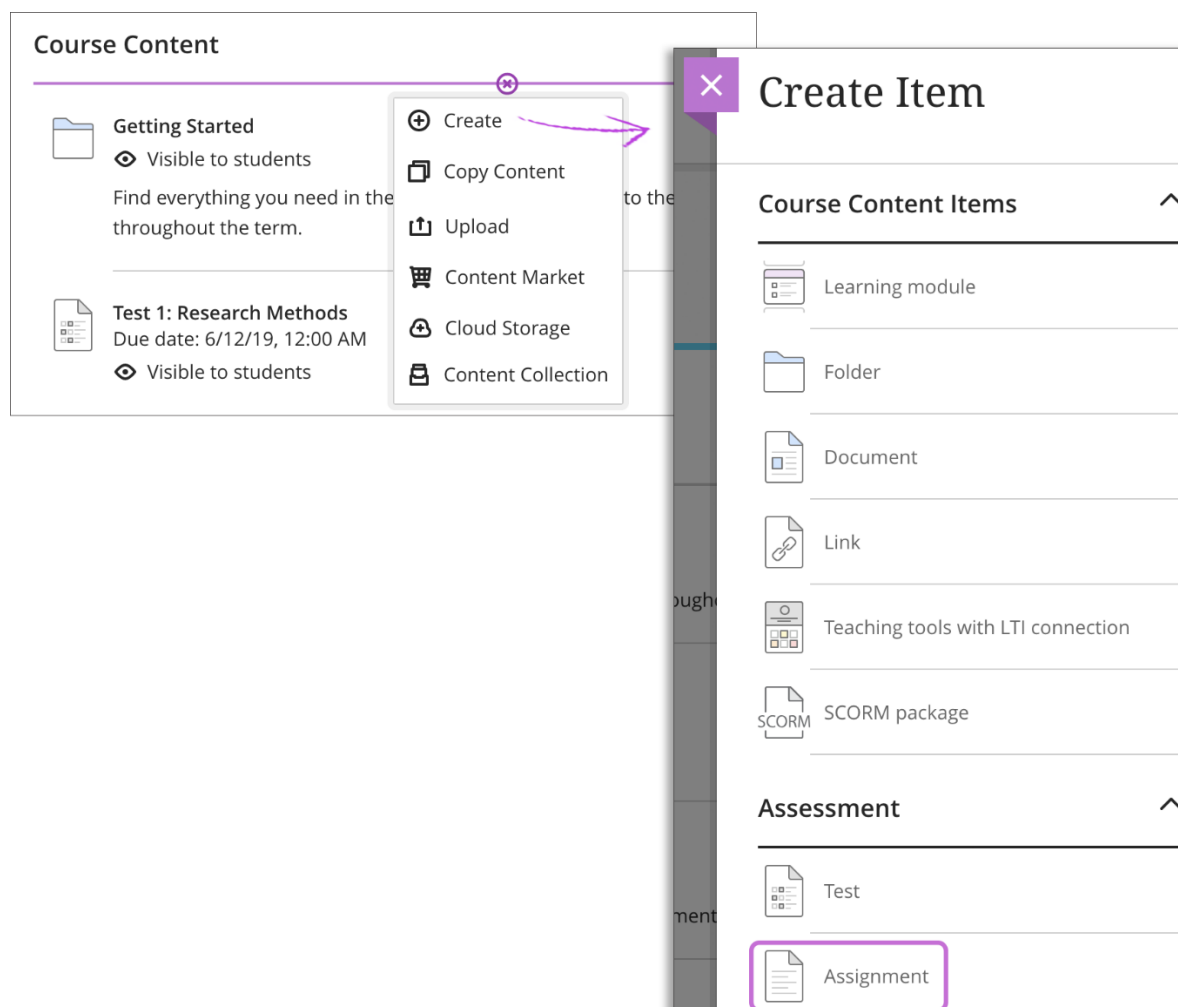 Course Content
Getting Started
Visible to students
Find everything you need in the
to the
throughout the term.
Test 1: Research Methods
Due date: 6/12/19, 12:00 AM
Visible to students
Create
Copy Content
Upload
Content Market
Cloud Storage
Content Collection
Create Item
Course Content Items
Learning module
Folder
Document
Link
Teaching tools with LTI connection
SCORM
SCORM package
Assessment
Test
Assignment